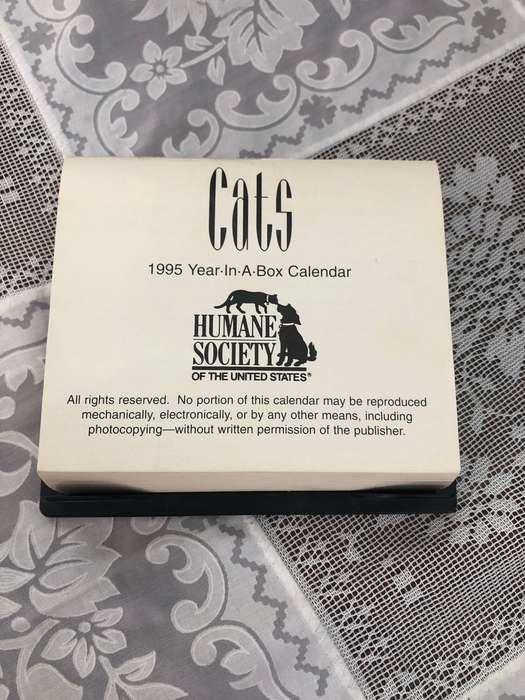 Cats
1995 Year·In·A·Box Calendar
HUMANE
SOCIETY
OF THE UNITED STATES®
All rights reserved. No portion of this calendar may be reproduced
mechanically, electronically, or by any other means, including
photocopying—without written permission of the publisher.